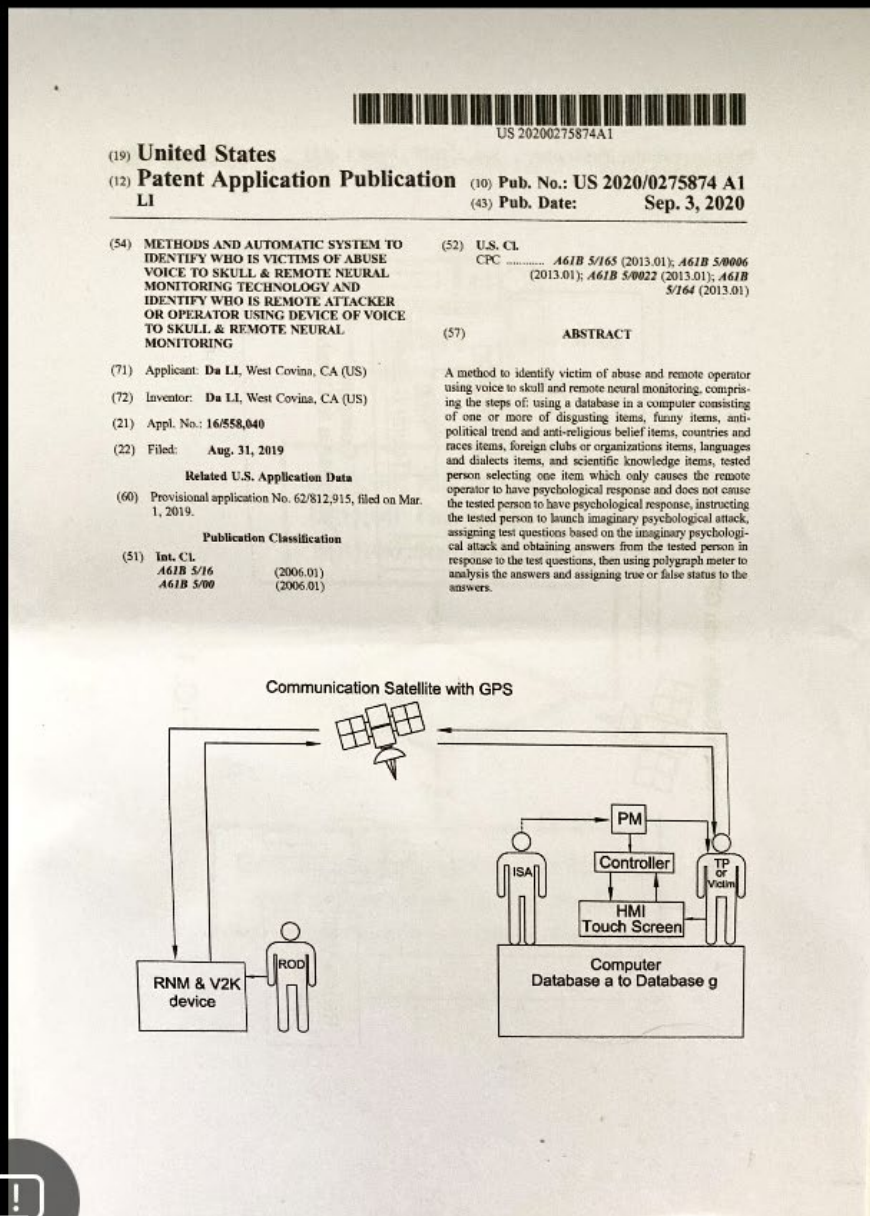 US 20200275874A1
(19) United States
(12) Patent Application Publication
LI
(10) Pub. No.: US 2020/0275874 A1
(43) Pub. Date: Sep. 3, 2020
(54) METHODS AND AUTOMATIC SYSTEM TO
IDENTIFY WHO IS VICTIMS OF ABUSE
VOICE TO SKULL & REMOTE NEURAL
MONITORING TECHNOLOGY AND
IDENTIFY WHO IS REMOTE ATTACKER
OR OPERATOR USING DEVICE OF VOICE
TO SKULL & REMOTE NEURAL
MONITORING
(71) Applicant: Da LI, West Covina, CA (US)
(72) Inventor: Da LI, West Covina, CA (US)
(21) Appl. No.: 16/558,040
(22) Filed: Aug. 31, 2019
Related U.S. Application Data
(60) Provisional application No. 62/812,915, filed on Mar.
1, 2019.
Publication Classification
(51) Int. Cl.
A61B 5/16 (2006.01)
A61B 5/00 (2006.01)
(52) U.S. Cl.
CPC ............ A61B 5/165 (2013.01); A61B 5/0006
(2013.01); A61B 5/0022 (2013.01); A61B
5/164 (2013.01)
(57) ABSTRACT
A method to identify victim of abuse and remote operator
using voice to skull and remote neural monitoring, compris-
ing the steps of: using a database in a computer consisting
of one or more of disgusting items, funny items, anti-
political trend and anti-religious belief items, countries and
races items, foreign clubs or organizations items, languages
and dialects items, and scientific knowledge items, tested
person selecting one item which only causes the remote
operator to have psychological response and does not cause
the tested person to have psychological response, instructing
the tested person to launch imaginary psychological attack,
assigning test questions based on the imaginary psychologi-
cal attack and obtaining answers from the tested person in
response to the test questions, then using polygraph meter to
analysis the answers and assigning true or false status to the
answers.
Communication Satellite with GPS
PM
ISA
Controller
TP
or
Victim
HMI
Touch Screen
ROD
RNM & V2K
device
Computer
Database a to Database g
!